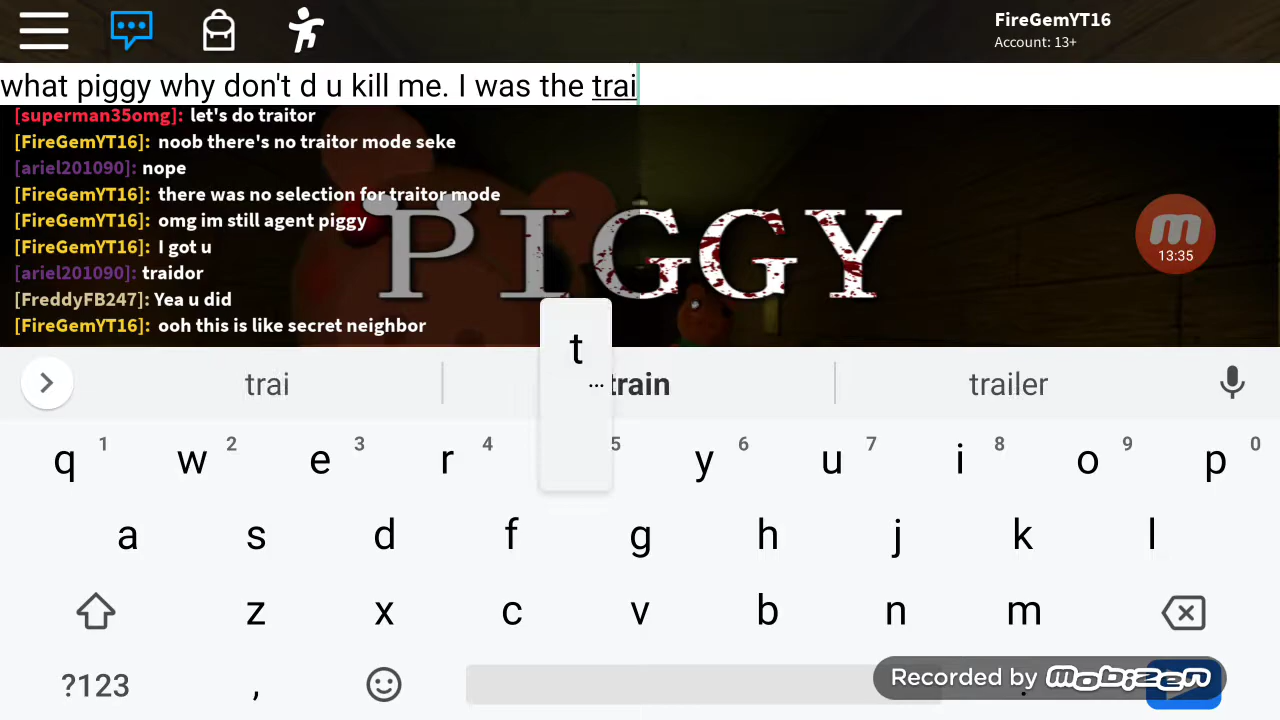 FireGemYT16
Account: 13+
what piggy why don't d u kill me. I was the trai
[superman35omg]: let's do traitor
[FireGemYT16]: noob there's no traitor mode seke
[ariel201090]: nope
[FireGemYT16]: there was no selection for traitor mode
[FireGemYT16]: omg im still agent piggy
[FireGemYT16]: I got u
[ariel201090]: traidor
[FreddyFB247]: Yea u did
[FireGemYT16]: ooh this is like secret neighbor
PIGGY
13:35
t
...
trai train trailer
1 2 3 4 5 6 7 8 9 0
q w e r y u i o p
a s d f g h j k l
z x c v b n m
?123 , .
Recorded by mobizen